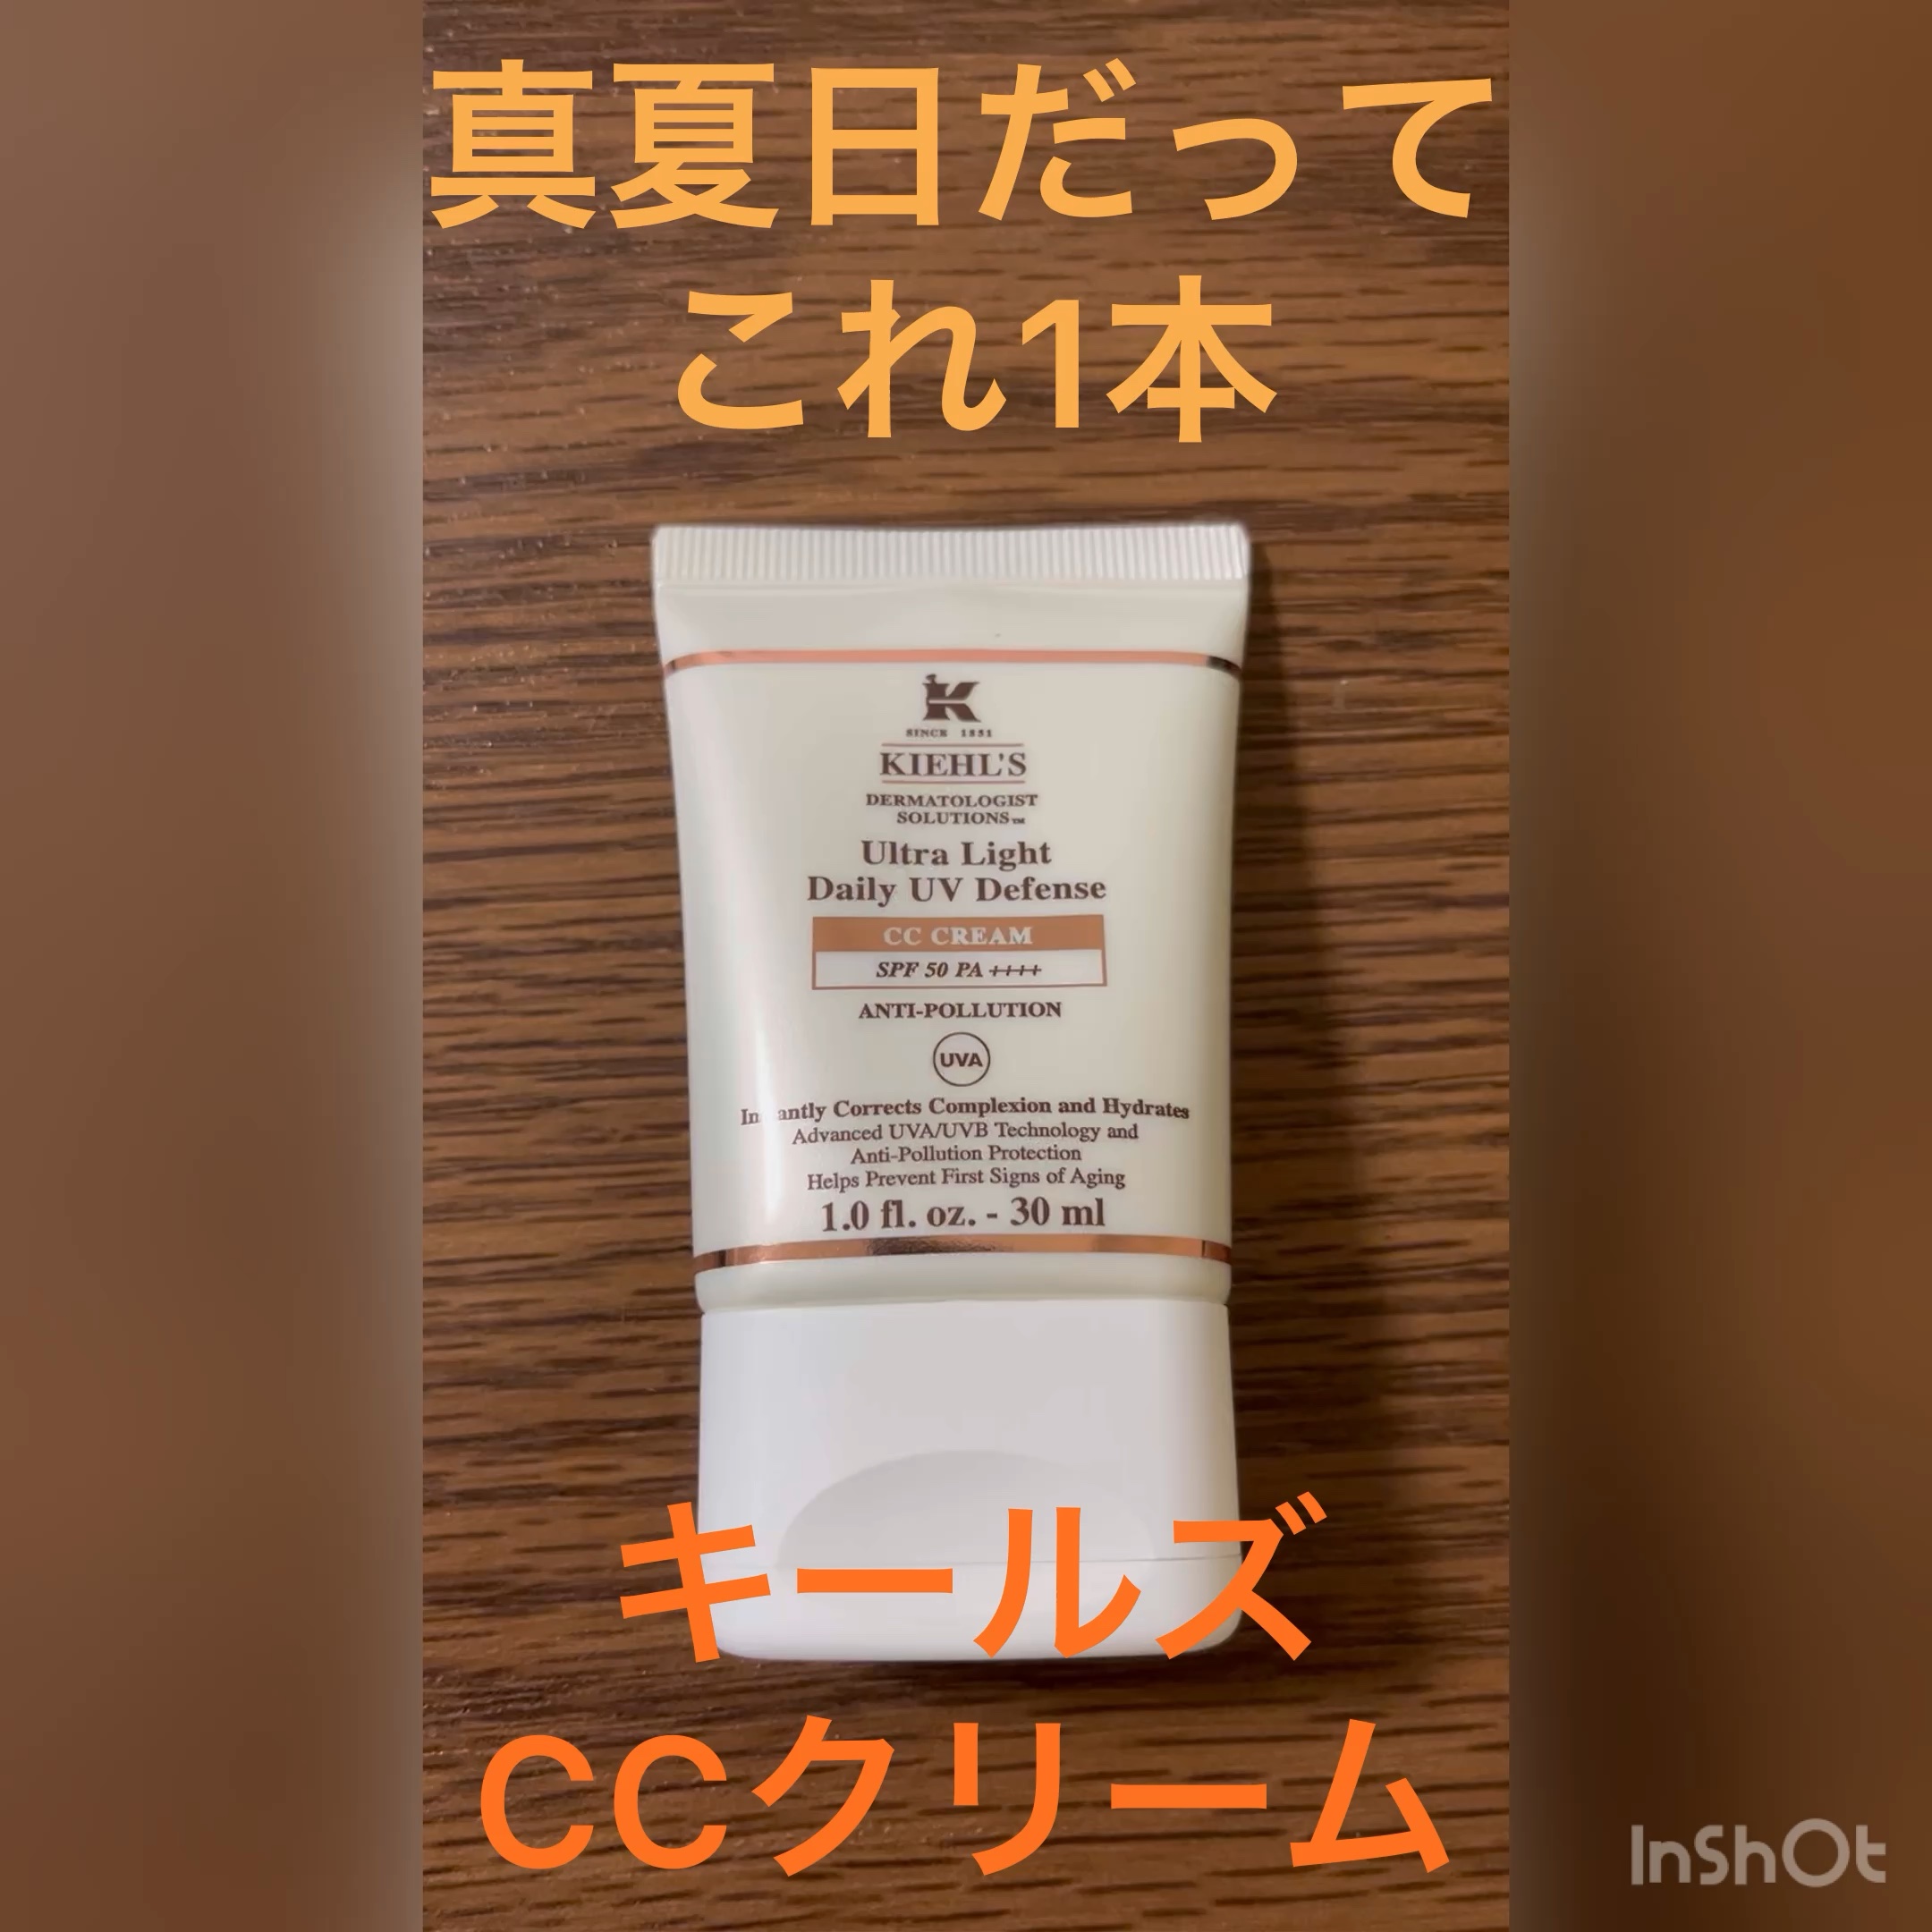 真夏日だって
これ1本
K
SINCE 1851
KIEHL'S
DERMATOLOGIST
SOLUTIONS™
Ultra Light
Daily UV Defense
CC CREAM
SPF 50 PA ++++
ANTI-POLLUTION
UVA
Corrects Complexion and Hydrates
Advanced UVA/UVB Technology and
Anti-Pollution Protection
Helps Prevent First Signs of Aging
1.0 fl. oz. - 30 ml
キールズ
CCクリーム
InShOt